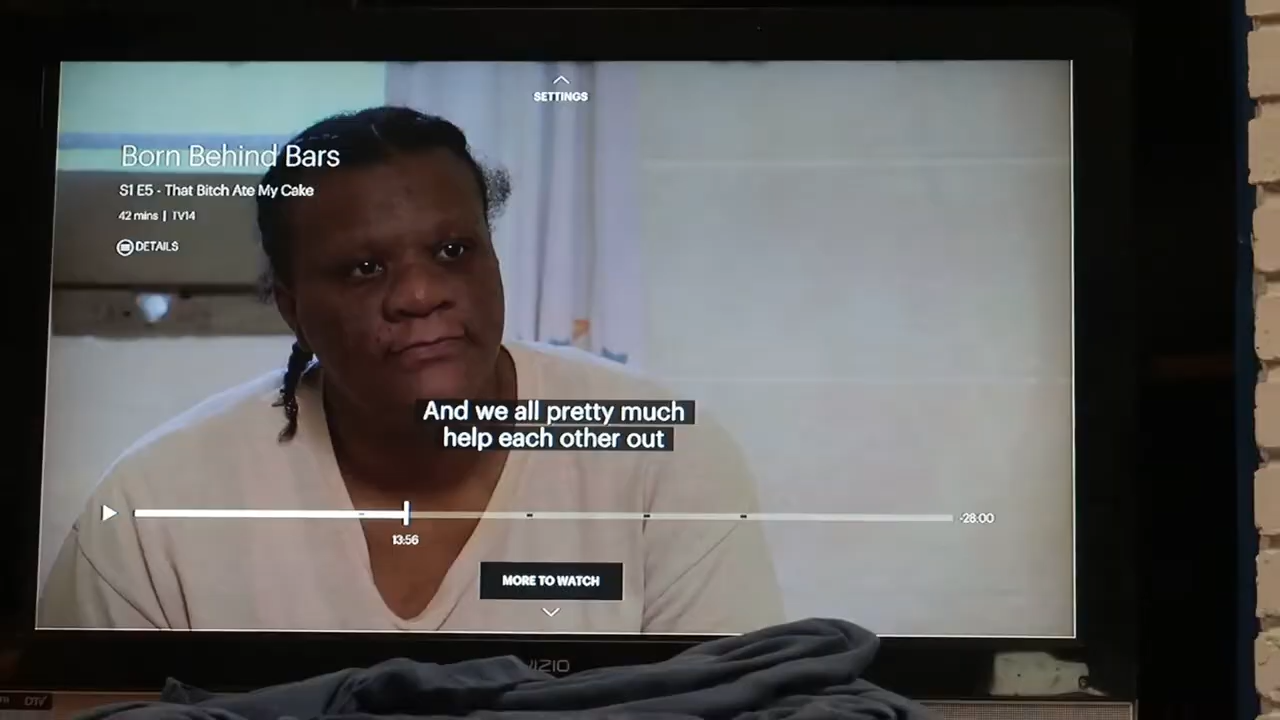 SETTINGS
Born Behind Bars
S1 E5 - That Bitch Ate My Cake
42 mins | TV14
DETAILS
And we all pretty much
help each other out
13:56
-28:00
MORE TO WATCH
VIZIO
DTV